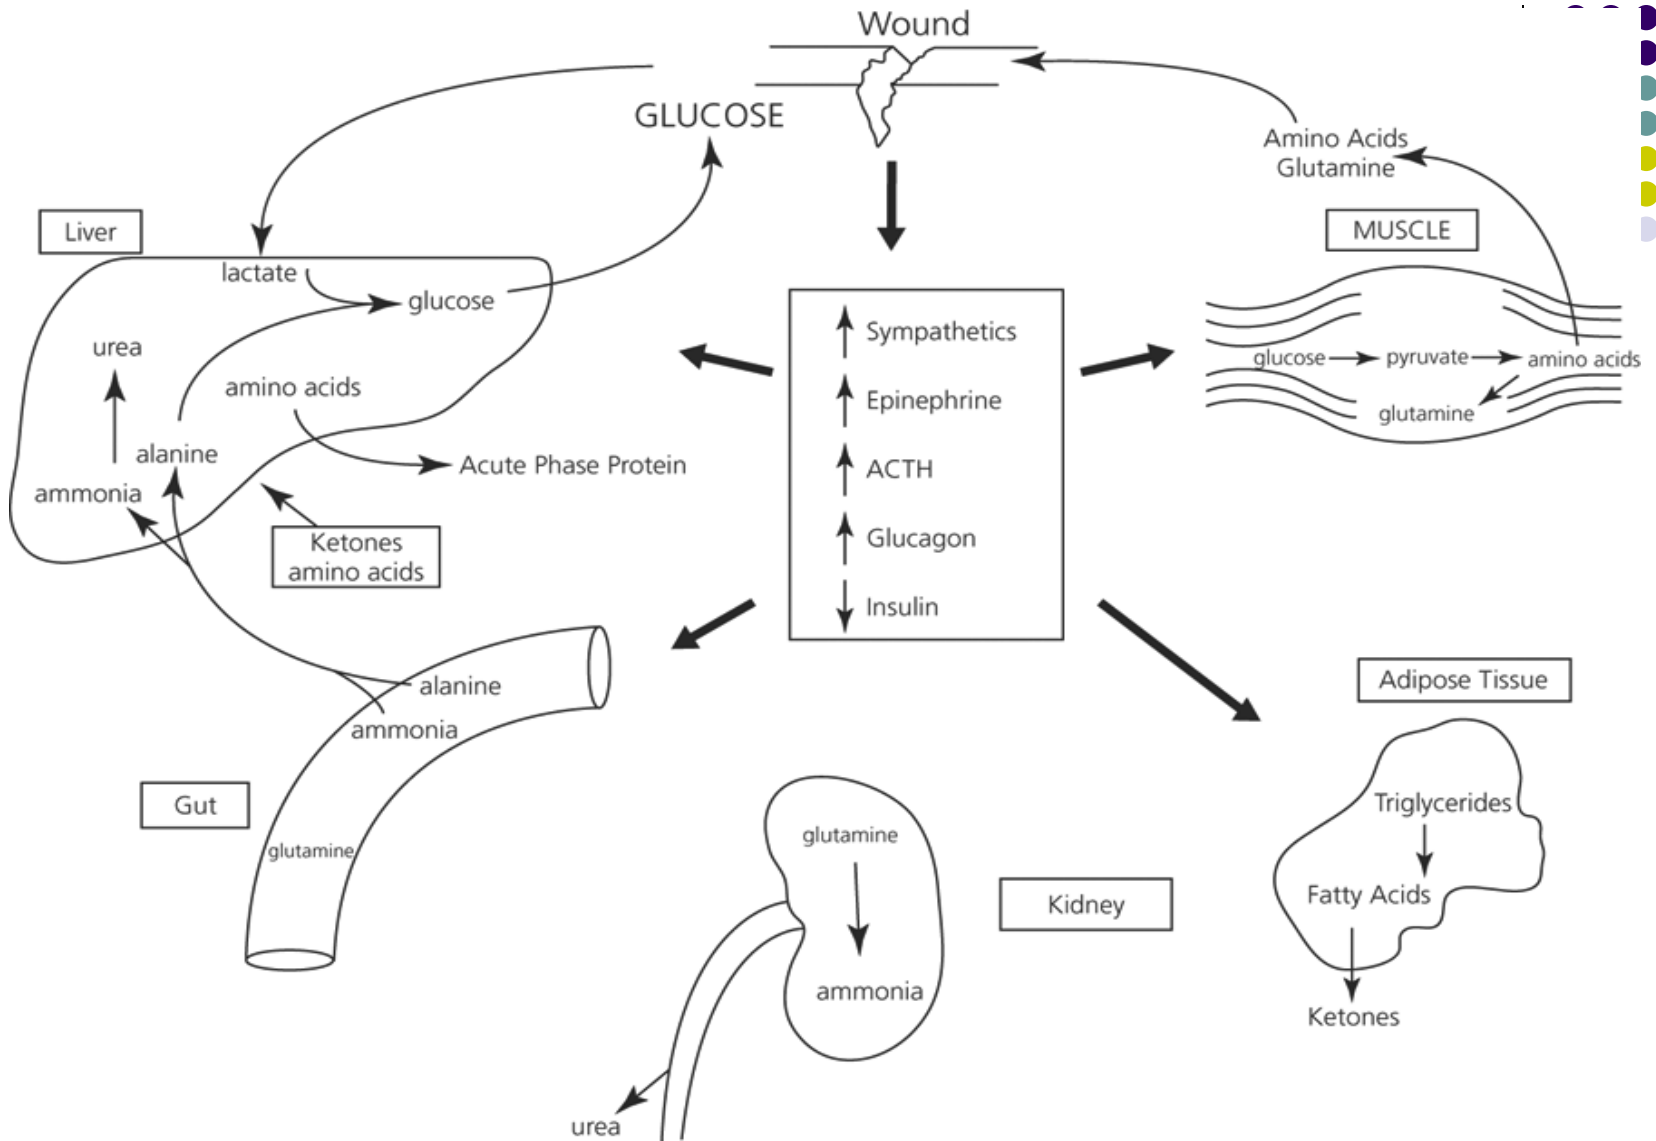 Wound
GLUCOSE
Amino Acids
Glutamine
Liver
MUSCLE
lactate
glucose
urea
amino acids
alanine
ammonia
Acute Phase Protein
Ketones
amino acids
Sympathetics
Epinephrine
ACTH
Glucagon
Insulin
glucose
pyruvate
amino acids
glutamine
alanine
ammonia
Gut
glutamine
glutamine
ammonia
Kidney
urea
Adipose Tissue
Triglycerides
Fatty Acids
Ketones